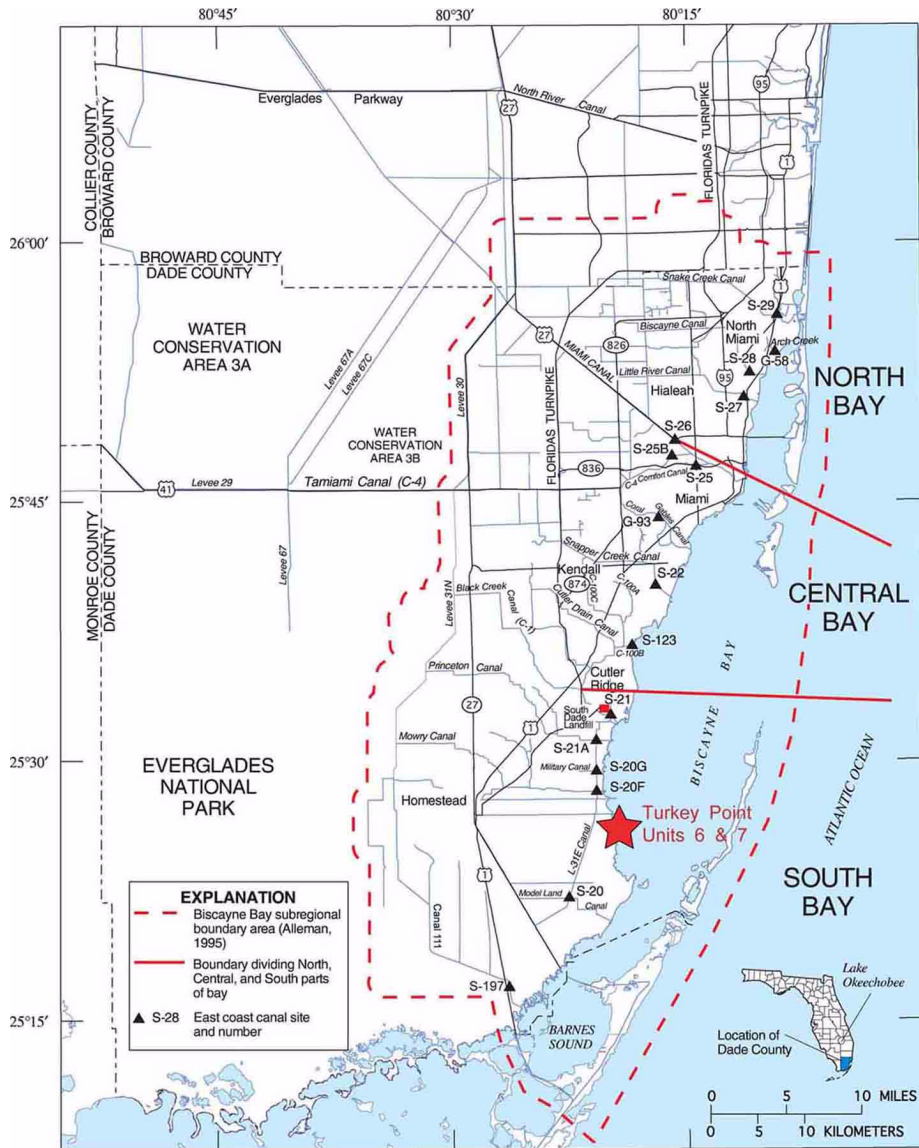 80°45'
80°30'
80°15'
Everglades Parkway
27
North River Canal
FLORIDAS TURNPIKE
95
1
COLLIER COUNTY
BROWARD COUNTY
26°00'
BROWARD COUNTY
DADE COUNTY
Snake Creek Canal
1
S-29
WATER
CONSERVATION
AREA 3A
Levee 67A
Levee 67C
Levee 30
27
MIAMI CANAL
Biscayne Canal
826
North
Miami
Arch Creek
G-58
S-28
Little River Canal
95
Hialeah
S-27
NORTH
BAY
FLORIDAS TURNPIKE
WATER
CONSERVATION
AREA 3B
S-26
S-25B
836
S-25
C-4
Comfort Canal
41
Levee 29
Tamiami Canal (C-4)
Miami
25°45'
Coral Gables Canal
G-93
Levee 67
MONROE COUNTY
DADE COUNTY
Snapper Creek Canal
Kendall
874
C-100C
C-100A
S-22
Levee 31N
Black Creek
Canal (C-1)
Cutler Drain Canal
CENTRAL
BAY
S-123
C-100B
Princeton Canal
Cutler
Ridge
27
1
South
Dade
Landfill
S-21
Mowry Canal
S-21A
BISCAYNE BAY
25°30'
EVERGLADES
NATIONAL
PARK
Military Canal
S-20G
S-20F
ATLANTIC OCEAN
Homestead
Turkey Point
Units 6 & 7
L-31E Canal
1
SOUTH
BAY
Model Land
Canal
S-20
Canal 111
EXPLANATION
Biscayne Bay subregional
boundary area (Alleman,
1995)
Boundary dividing North,
Central, and South parts
of bay
S-28 East coast canal site
and number
S-197
25°15'
BARNES
SOUND
Lake
Okeechobee
Location of
Dade County
0 5 10 MILES
0 5 10 KILOMETERS